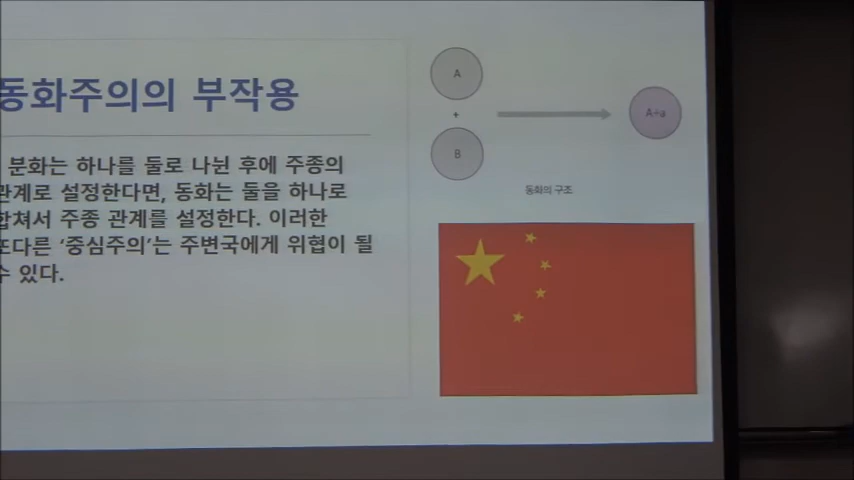 동화주의의 부작용
분화는 하나를 둘로 나뉜 후에 주종의
관계로 설정한다면, 동화는 둘을 하나로
합쳐서 주종 관계를 설정한다. 이러한
또다른 ‘중심주의’는 주변국에게 위협이 될
수 있다.
A
+
B
A+a
동화의 구조